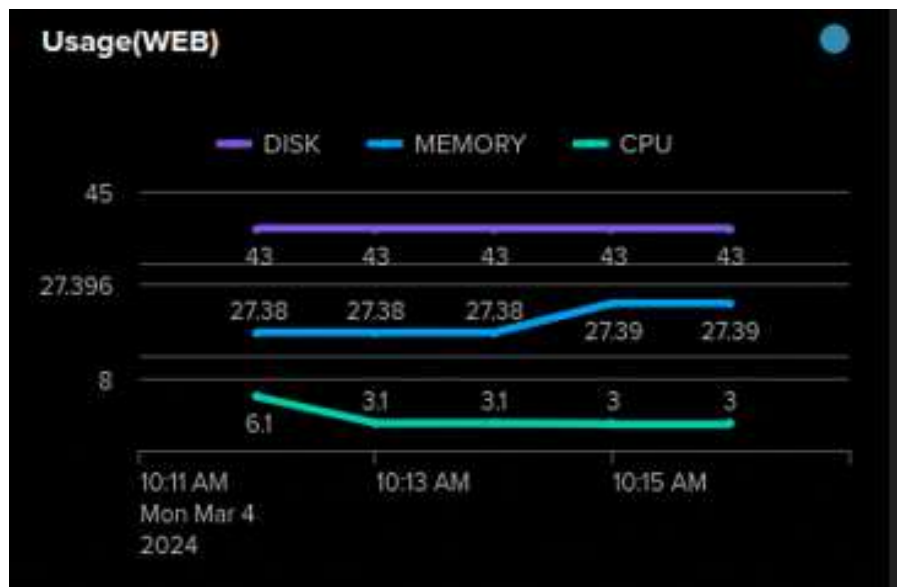 Usage(WEB)
DISK MEMORY CPU
45
43 43 43 43 43
27.396
27.38 27.38 27.38
27.39 27.39
8
3.1 3.1 3 3
6.1
10:11 AM 10:13 AM 10:15 AM
Mon Mar 4
2024